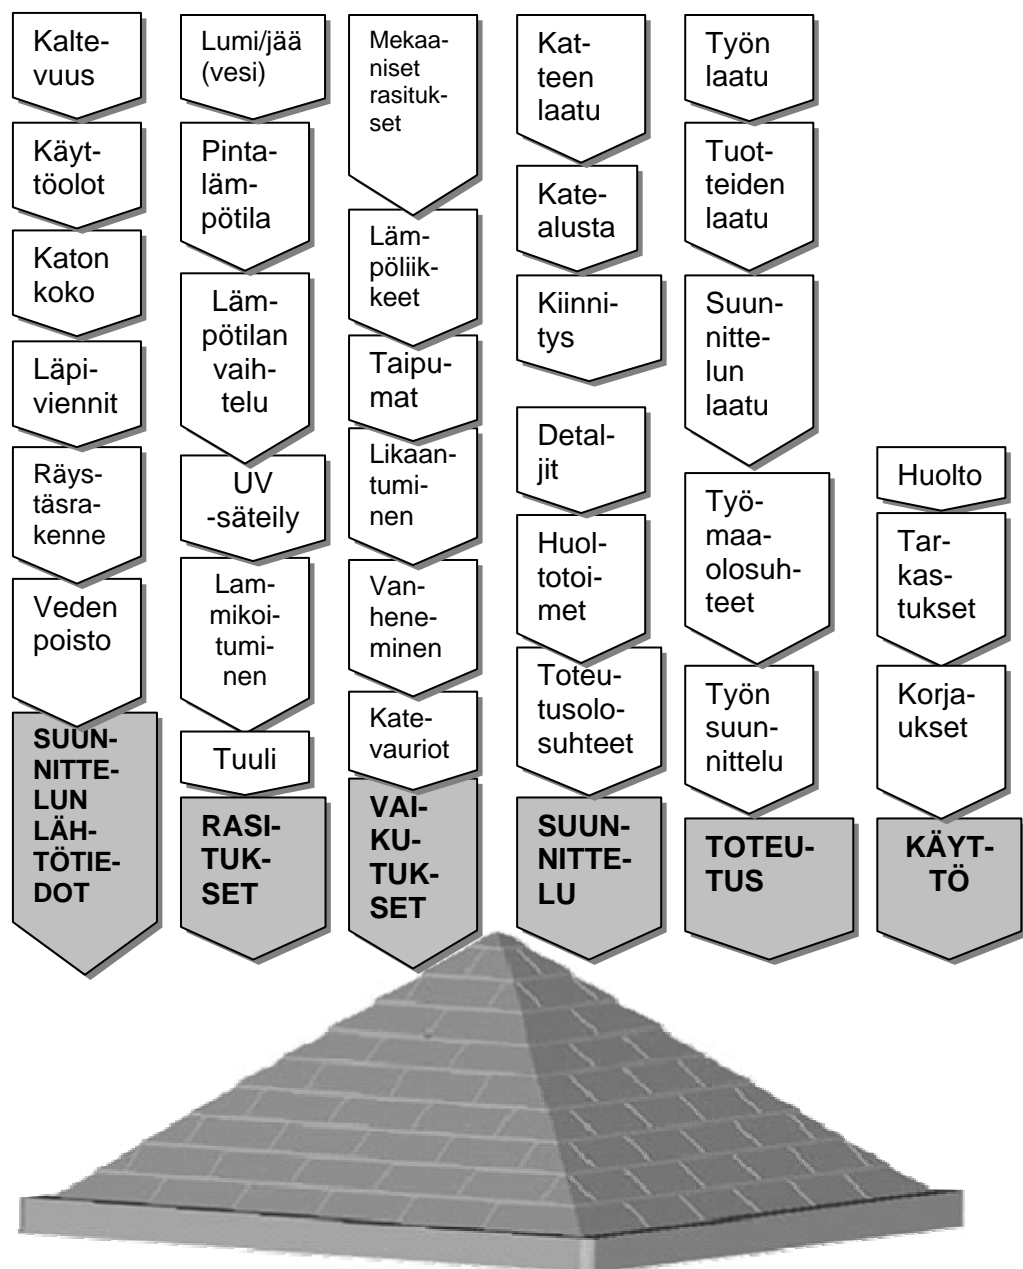 Kalte-
vuus
Käyt-
töolot
Katon
koko
Läpi-
viennit
Räys-
täsra-
kenne
Veden
poisto
SUUN-
NITTE-
LUN
LÄH-
TÖTIE-
DOT
Lumi/jää
(vesi)
Pinta-
läm-
pötila
Läm-
pötilan
vaih-
telu
UV
-säteily
Lam-
mikoi-
tumi-
nen
Tuuli
RASI-
TUK-
SET
Mekaa-
niset
rasituk-
set
Läm-
pöliik-
keet
Taipu-
mat
Likaan-
tumi-
nen
Van-
hene-
minen
Kate-
vauriot
VAI-
KU-
TUK-
SET
Kat-
teen
laatu
Kate-
alusta
Kiinni-
tys
Detal-
jit
Huol-
totoi-
met
Toteu-
tusolo-
suhteet
SUUN-
NITTE-
LU
Työn
laatu
Tuot-
teiden
laatu
Suun-
nitte-
lun
laatu
Työ-
maa-
olosuh-
teet
Työn
suun-
nittelu
TOTEU-
TUS
Huolto
Tar-
kas-
tukset
Korja-
ukset
KÄYT-
TÖ